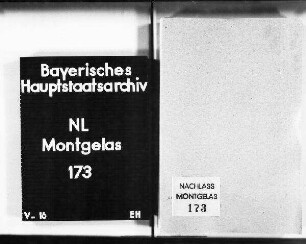 Bayerisches
Hauptstaatsarchiv
NL
Montgelas
173
V- 16
EH
NACHLASS
MONTGELAS
173